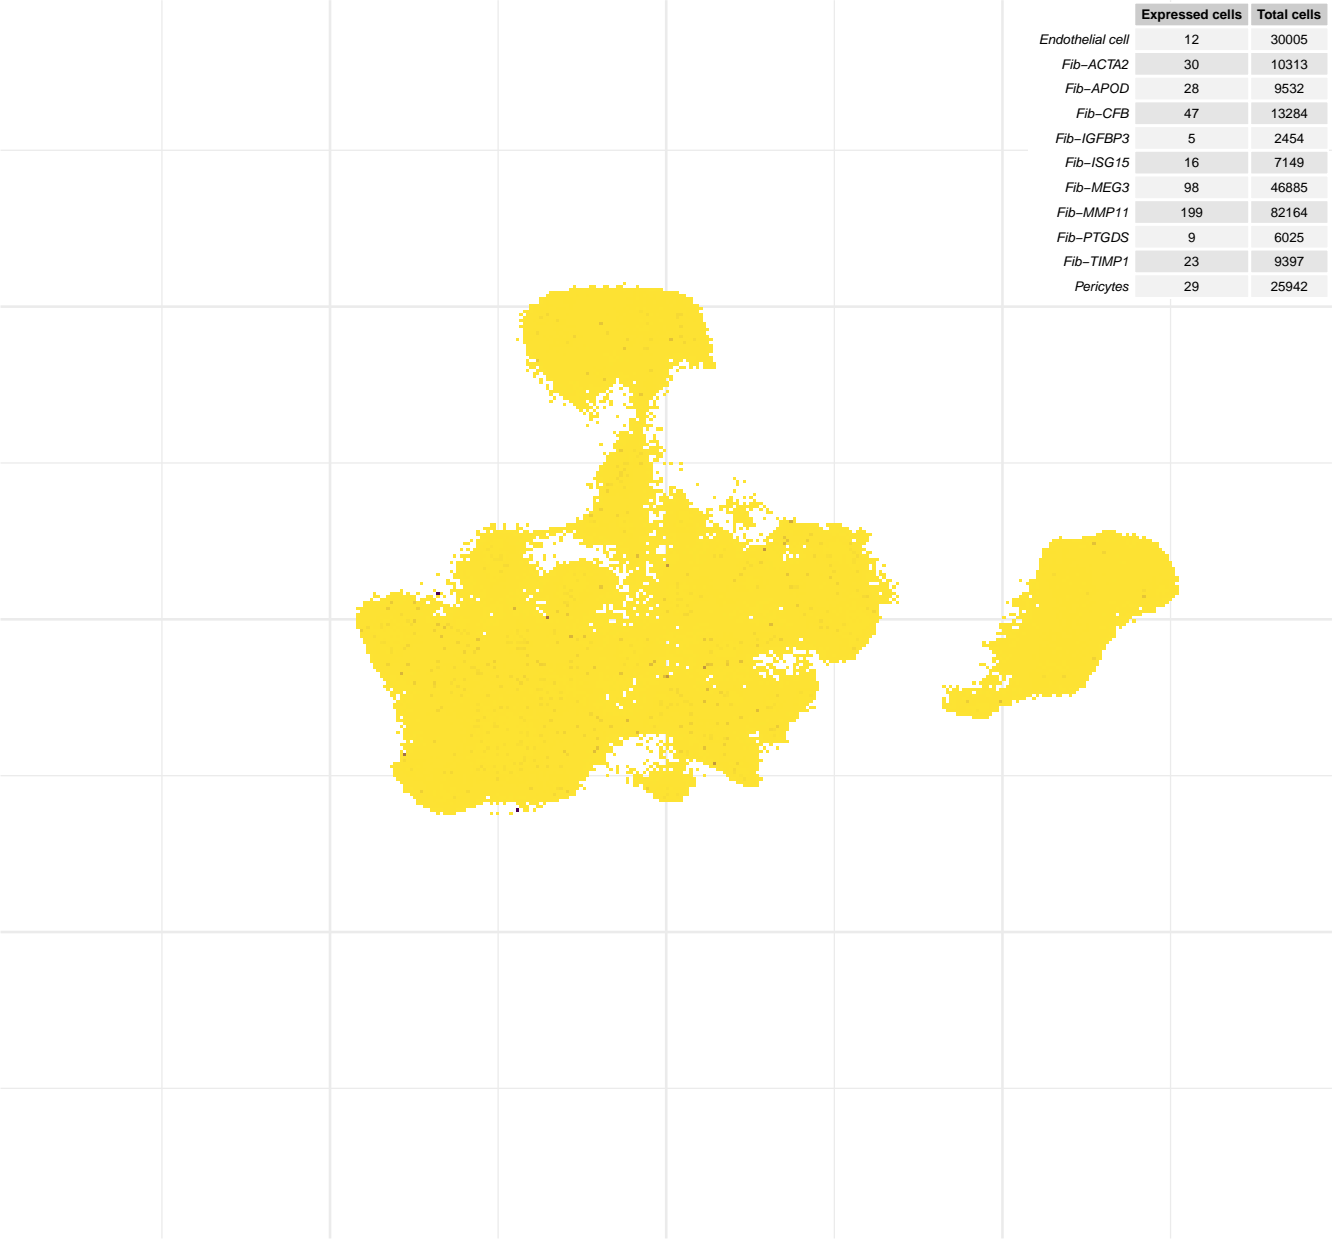 Expressed cells Total cells
Endothelial cell 12 30005
Fib−ACTA2 30 10313
Fib−APOD 28 9532
Fib−CFB 47 13284
Fib−IGFBP3 5 2454
Fib−ISG15 16 7149
Fib−MEG3 98 46885
Fib−MMP11 199 82164
Fib−PTGDS 9 6025
Fib−TIMP1 23 9397
Pericytes 29 25942